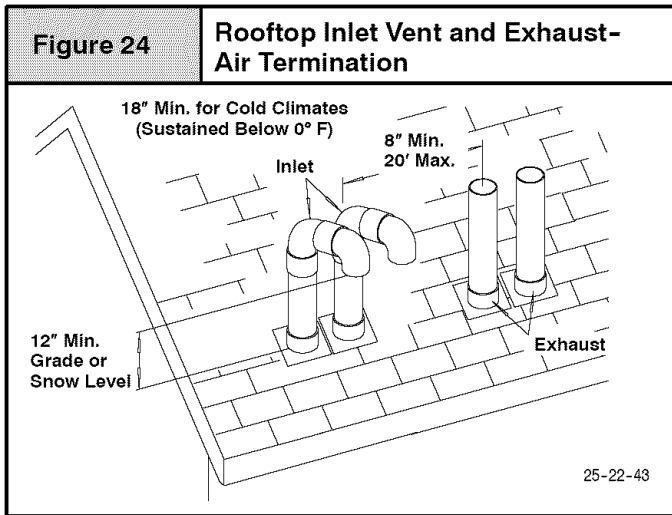 Figure 24
Rooftop Inlet Vent and Exhaust-
Air Termination
18" Min. for Cold Climates
(Sustained Below 0° F)
8" Min.
20' Max.
Inlet
12" Min.
Grade or
Snow Level
Exhaust
25-22-43